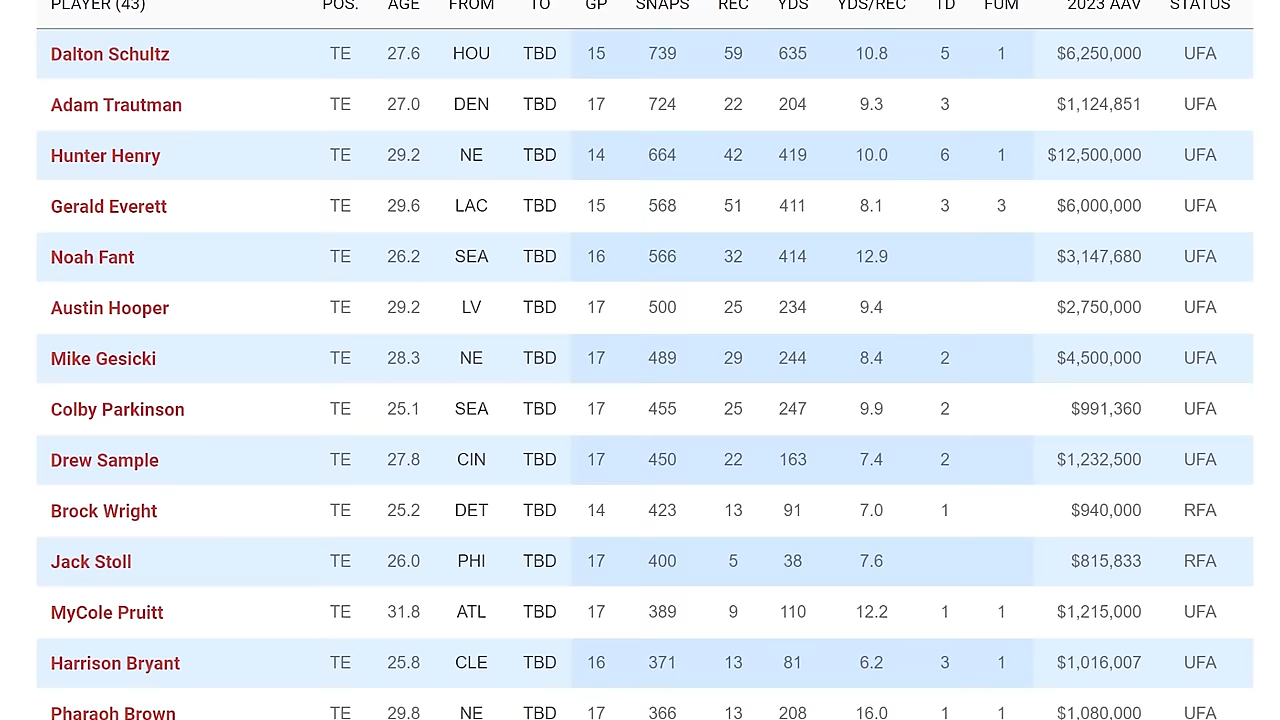 PLAYER (43) POS. AGE FROM TO GP SNAPS REC YDS YDS/REC TD FUM 2023 AAV STATUS
Dalton Schultz TE 27.6 HOU TBD 15 739 59 635 10.8 5 1 $6,250,000 UFA
Adam Trautman TE 27.0 DEN TBD 17 724 22 204 9.3 3 $1,124,851 UFA
Hunter Henry TE 29.2 NE TBD 14 664 42 419 10.0 6 1 $12,500,000 UFA
Gerald Everett TE 29.6 LAC TBD 15 568 51 411 8.1 3 3 $6,000,000 UFA
Noah Fant TE 26.2 SEA TBD 16 566 32 414 12.9 $3,147,680 UFA
Austin Hooper TE 29.2 LV TBD 17 500 25 234 9.4 $2,750,000 UFA
Mike Gesicki TE 28.3 NE TBD 17 489 29 244 8.4 2 $4,500,000 UFA
Colby Parkinson TE 25.1 SEA TBD 17 455 25 247 9.9 2 $991,360 UFA
Drew Sample TE 27.8 CIN TBD 17 450 22 163 7.4 2 $1,232,500 UFA
Brock Wright TE 25.2 DET TBD 14 423 13 91 7.0 1 $940,000 RFA
Jack Stoll TE 26.0 PHI TBD 17 400 5 38 7.6 $815,833 RFA
MyCole Pruitt TE 31.8 ATL TBD 17 389 9 110 12.2 1 1 $1,215,000 UFA
Harrison Bryant TE 25.8 CLE TBD 16 371 13 81 6.2 3 1 $1,016,007 UFA
Pharaoh Brown TE 29.8 NE TBD 17 366 13 208 16.0 1 1 $1,080,000 UFA